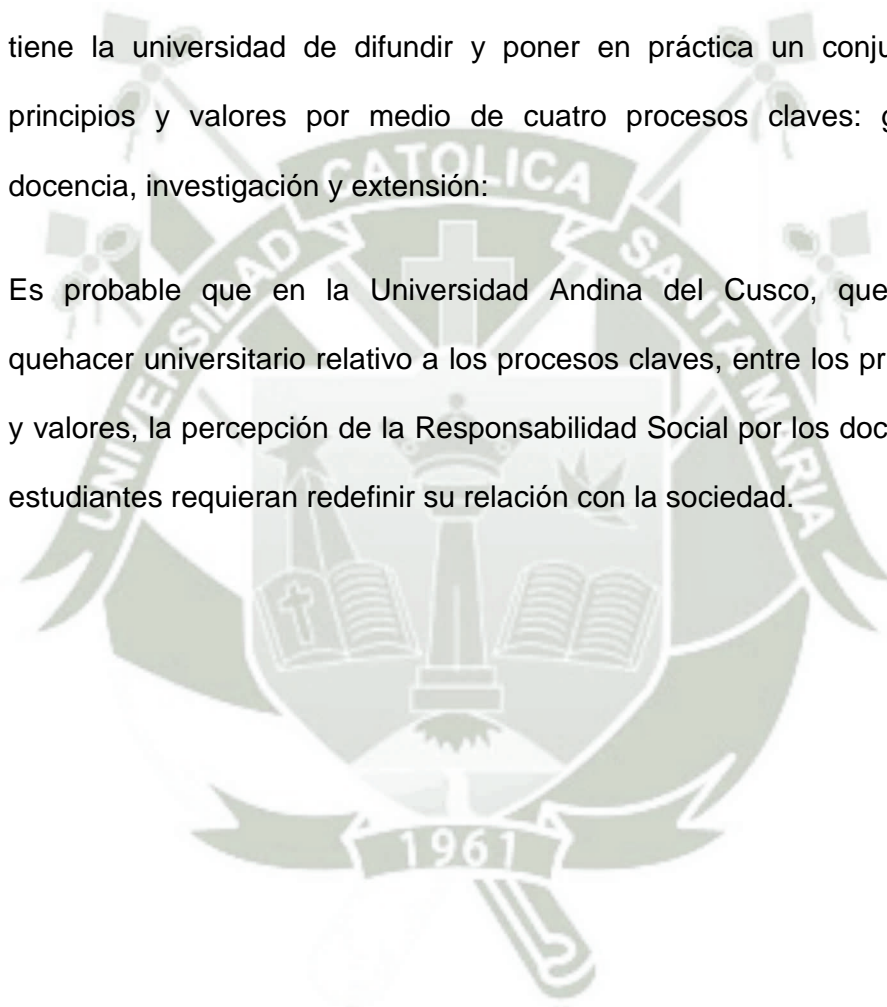 tiene la universidad de difundir y poner en práctica un conju
principios y valores por medio de cuatro procesos claves: g
docencia, investigación y extensión:
Es probable que en la Universidad Andina del Cusco, que
quehacer universitario relativo a los procesos claves, entre los pr
y valores, la percepción de la Responsabilidad Social por los doc
estudiantes requieran redefinir su relación con la sociedad.
UNIVERSIDAD CATOLICA SANTA MARIA
1961